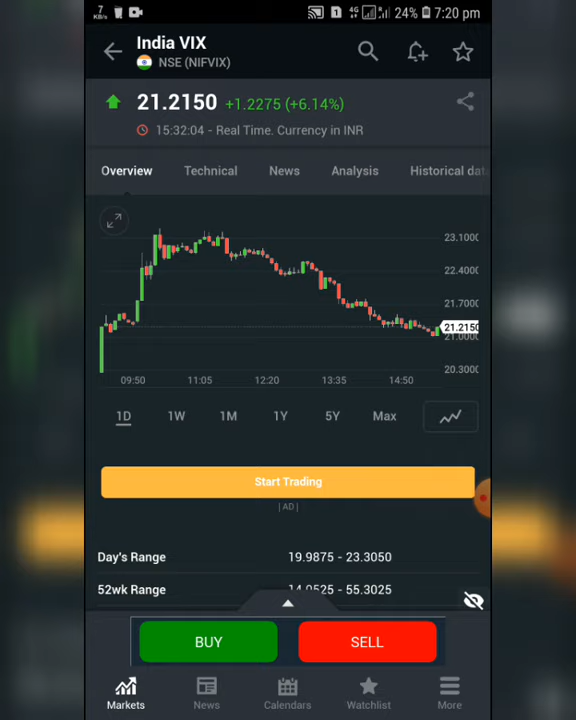 7
KB/s
1
4G
24%
7:20 pm
India VIX
NSE (NIFVIX)
21.2150 +1.2275 (+6.14%)
15:32:04 - Real Time. Currency in INR
Overview Technical News Analysis Historical dat
23.1000
22.4000
21.7000
21.2150
21.0000
20.3000
09:50 11:05 12:20 13:35 14:50
1D 1W 1M 1Y 5Y Max
Start Trading
[ AD ]
Day's Range 19.9875 - 23.3050
52wk Range 14.0525 - 55.3025
BUY SELL
Markets News Calendars Watchlist More